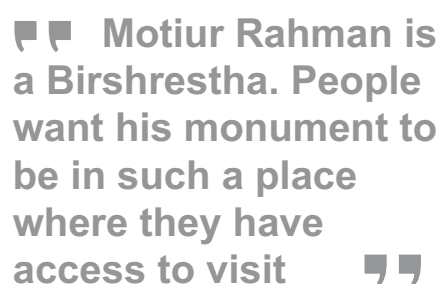 ❞ Motiur Rahman is
a Birshrestha. People
want his monument to
be in such a place
where they have
access to visit ❞